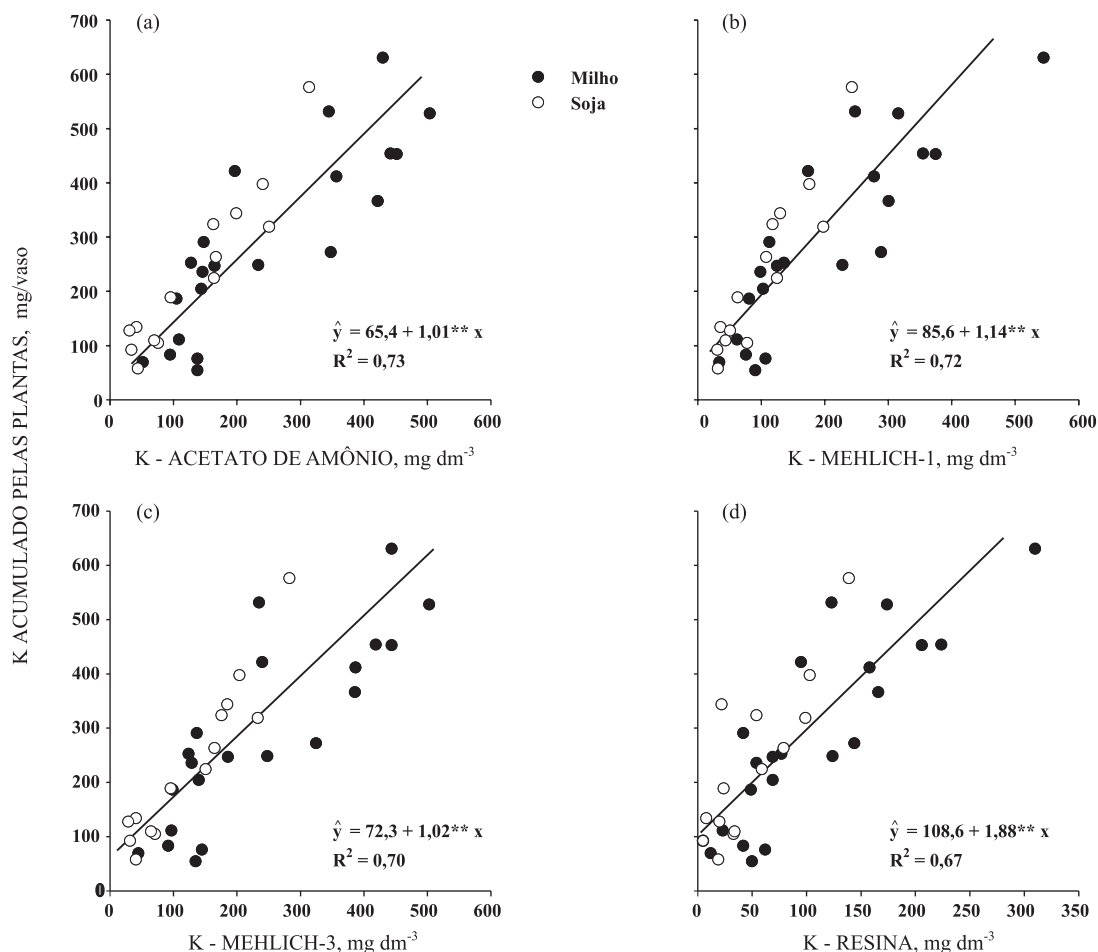 K ACUMULADO PELAS PLANTAS, mg/vaso
(a)
700
600
500
400
300
200
100
0
0 100 200 300 400 500 600
ŷ = 65,4 + 1,01** x
R² = 0,73
K - ACETATO DE AMÔNIO, mg dm⁻³
Milho
Soja
(b)
0 100 200 300 400 500 600
ŷ = 85,6 + 1,14** x
R² = 0,72
K - MEHLICH-1, mg dm⁻³
(c)
700
600
500
400
300
200
100
0
0 100 200 300 400 500 600
ŷ = 72,3 + 1,02** x
R² = 0,70
K - MEHLICH-3, mg dm⁻³
(d)
0 50 100 150 200 250 300 350
ŷ = 108,6 + 1,88** x
R² = 0,67
K - RESINA, mg dm⁻³